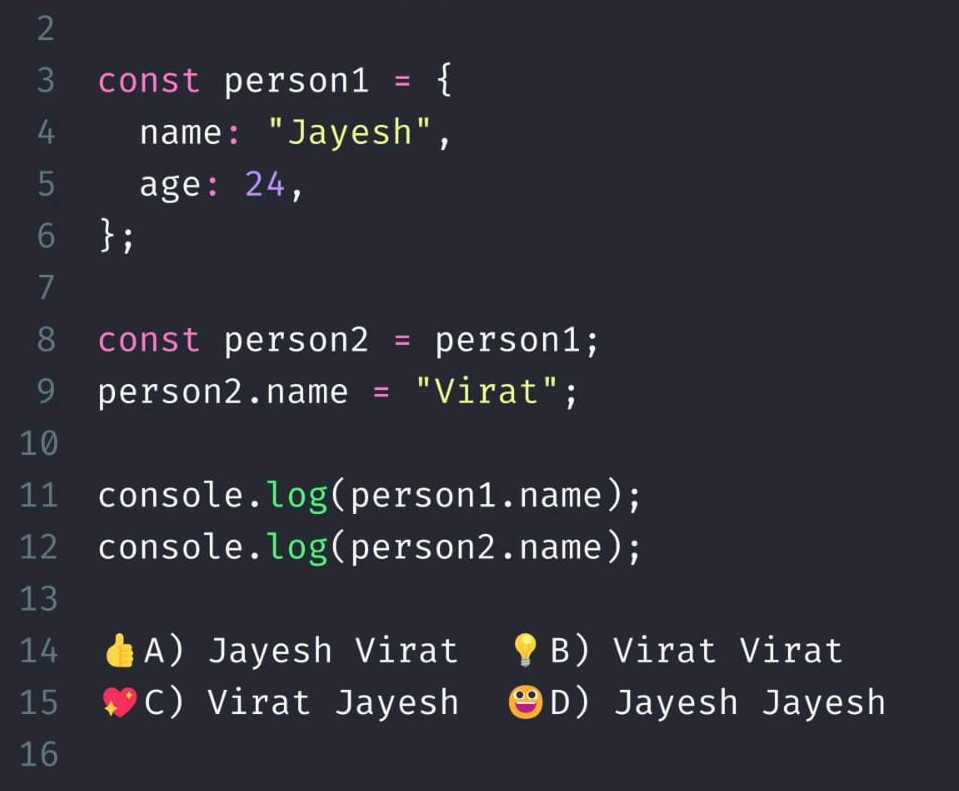 2
3 const person1 = {
4 name: "Jayesh",
5 age: 24,
6 };
7
8 const person2 = person1;
9 person2.name = "Virat";
10
11 console.log(person1.name);
12 console.log(person2.name);
13
14 👍A) Jayesh Virat 💡B) Virat Virat
15 💖C) Virat Jayesh 😀D) Jayesh Jayesh
16